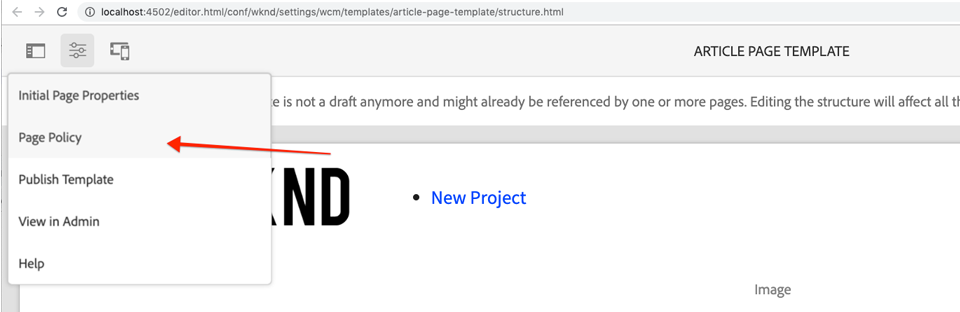 localhost:4502/editor.html/conf/wknd/settings/wcm/templates/article-page-template/structure.html
ARTICLE PAGE TEMPLATE
Initial Page Properties
e is not a draft anymore and might already be referenced by one or more pages. Editing the structure will affect all th
Page Policy
Publish Template
KND
New Project
View in Admin
Help
Image